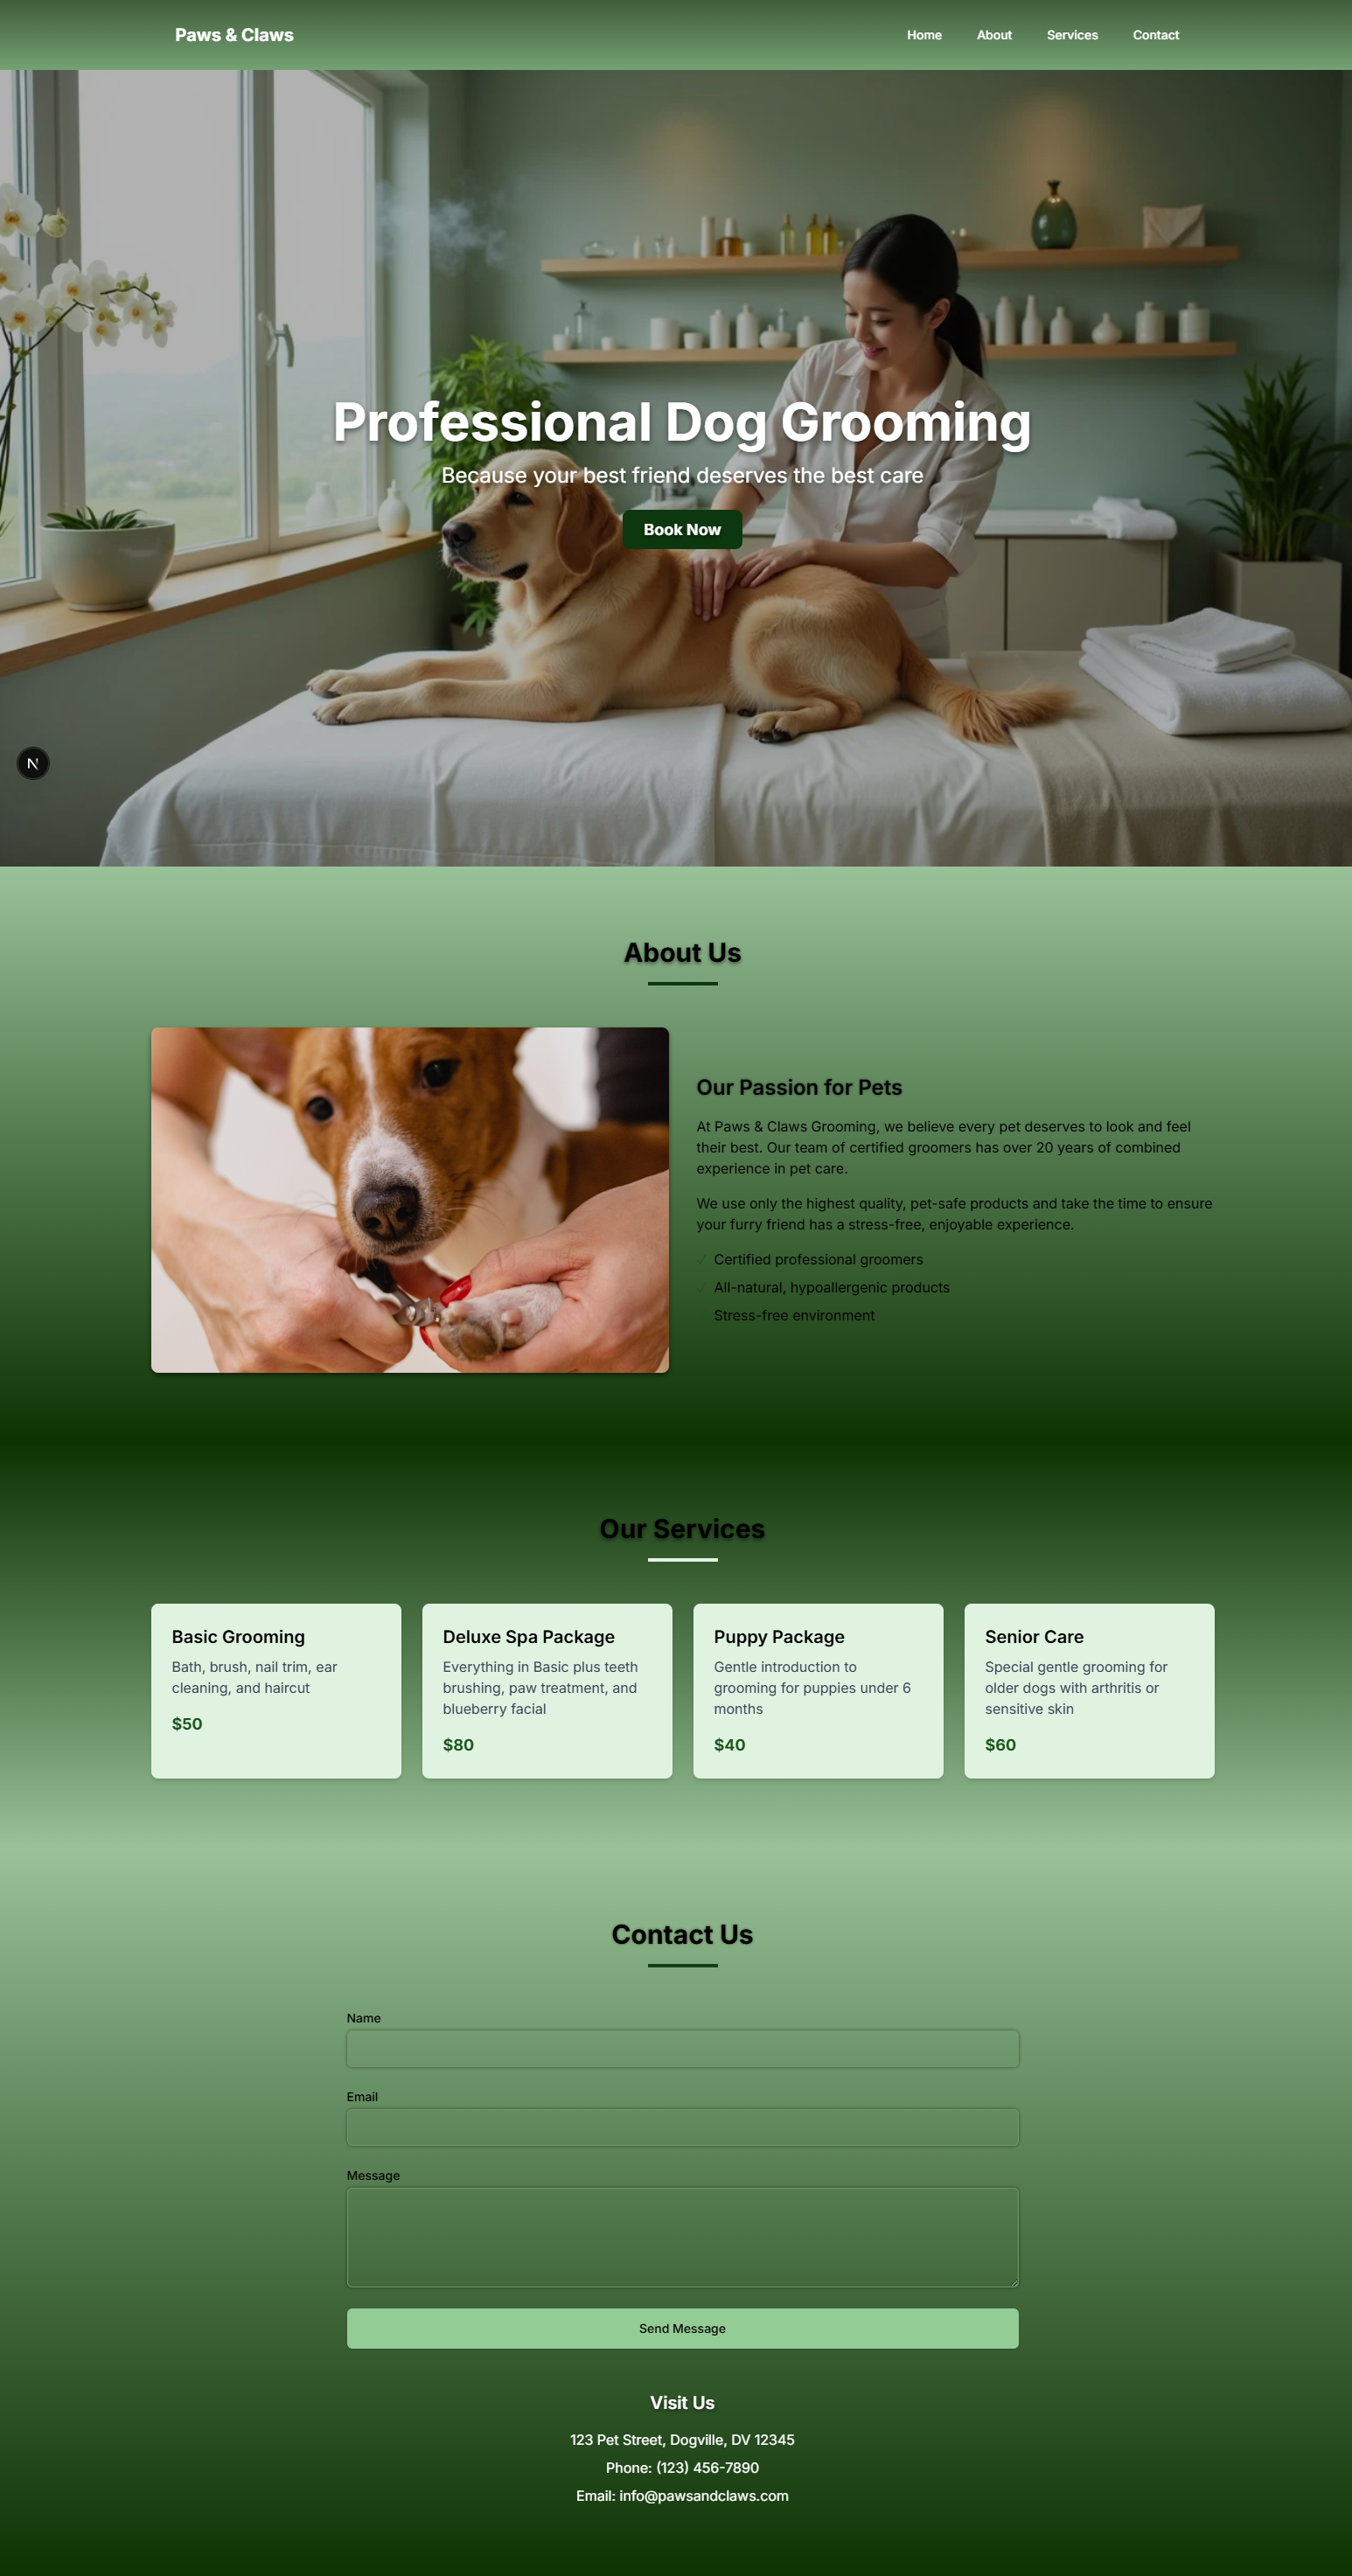 Paws & Claws
Home About Services Contact
Professional Dog Grooming
Because your best friend deserves the best care
Book Now
N
About Us
Our Passion for Pets
At Paws & Claws Grooming, we believe every pet deserves to look and feel
their best. Our team of certified groomers has over 20 years of combined
experience in pet care.
We use only the highest quality, pet-safe products and take the time to ensure
your furry friend has a stress-free, enjoyable experience.
✓ Certified professional groomers
✓ All-natural, hypoallergenic products
Stress-free environment
Our Services
Basic Grooming
Bath, brush, nail trim, ear
cleaning, and haircut
$50
Deluxe Spa Package
Everything in Basic plus teeth
brushing, paw treatment, and
blueberry facial
$80
Puppy Package
Gentle introduction to
grooming for puppies under 6
months
$40
Senior Care
Special gentle grooming for
older dogs with arthritis or
sensitive skin
$60
Contact Us
Name
Email
Message
Send Message
Visit Us
123 Pet Street, Dogville, DV 12345
Phone: (123) 456-7890
Email: info@pawsandclaws.com